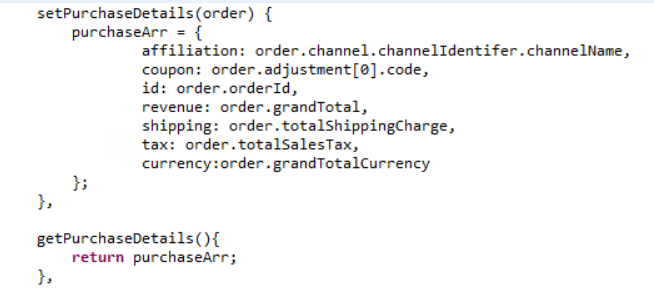 setPurchaseDetails(order) {
purchaseArr = {
affiliation: order.channel.channelIdentifer.channelName,
coupon: order.adjustment[0].code,
id: order.orderId,
revenue: order.grandTotal,
shipping: order.totalShippingCharge,
tax: order.totalSalesTax,
currency:order.grandTotalCurrency
};
},
getPurchaseDetails(){
return purchaseArr;
},